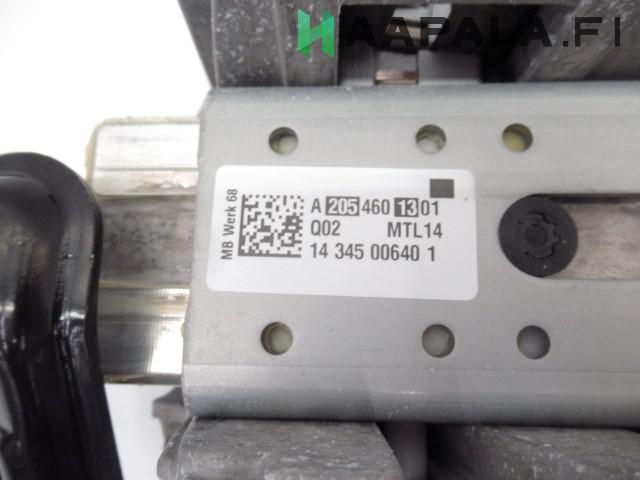 HAAPALA.FI
MB Werk 68
A 205 460 13 01
Q02 MTL14
14 345 00640 1